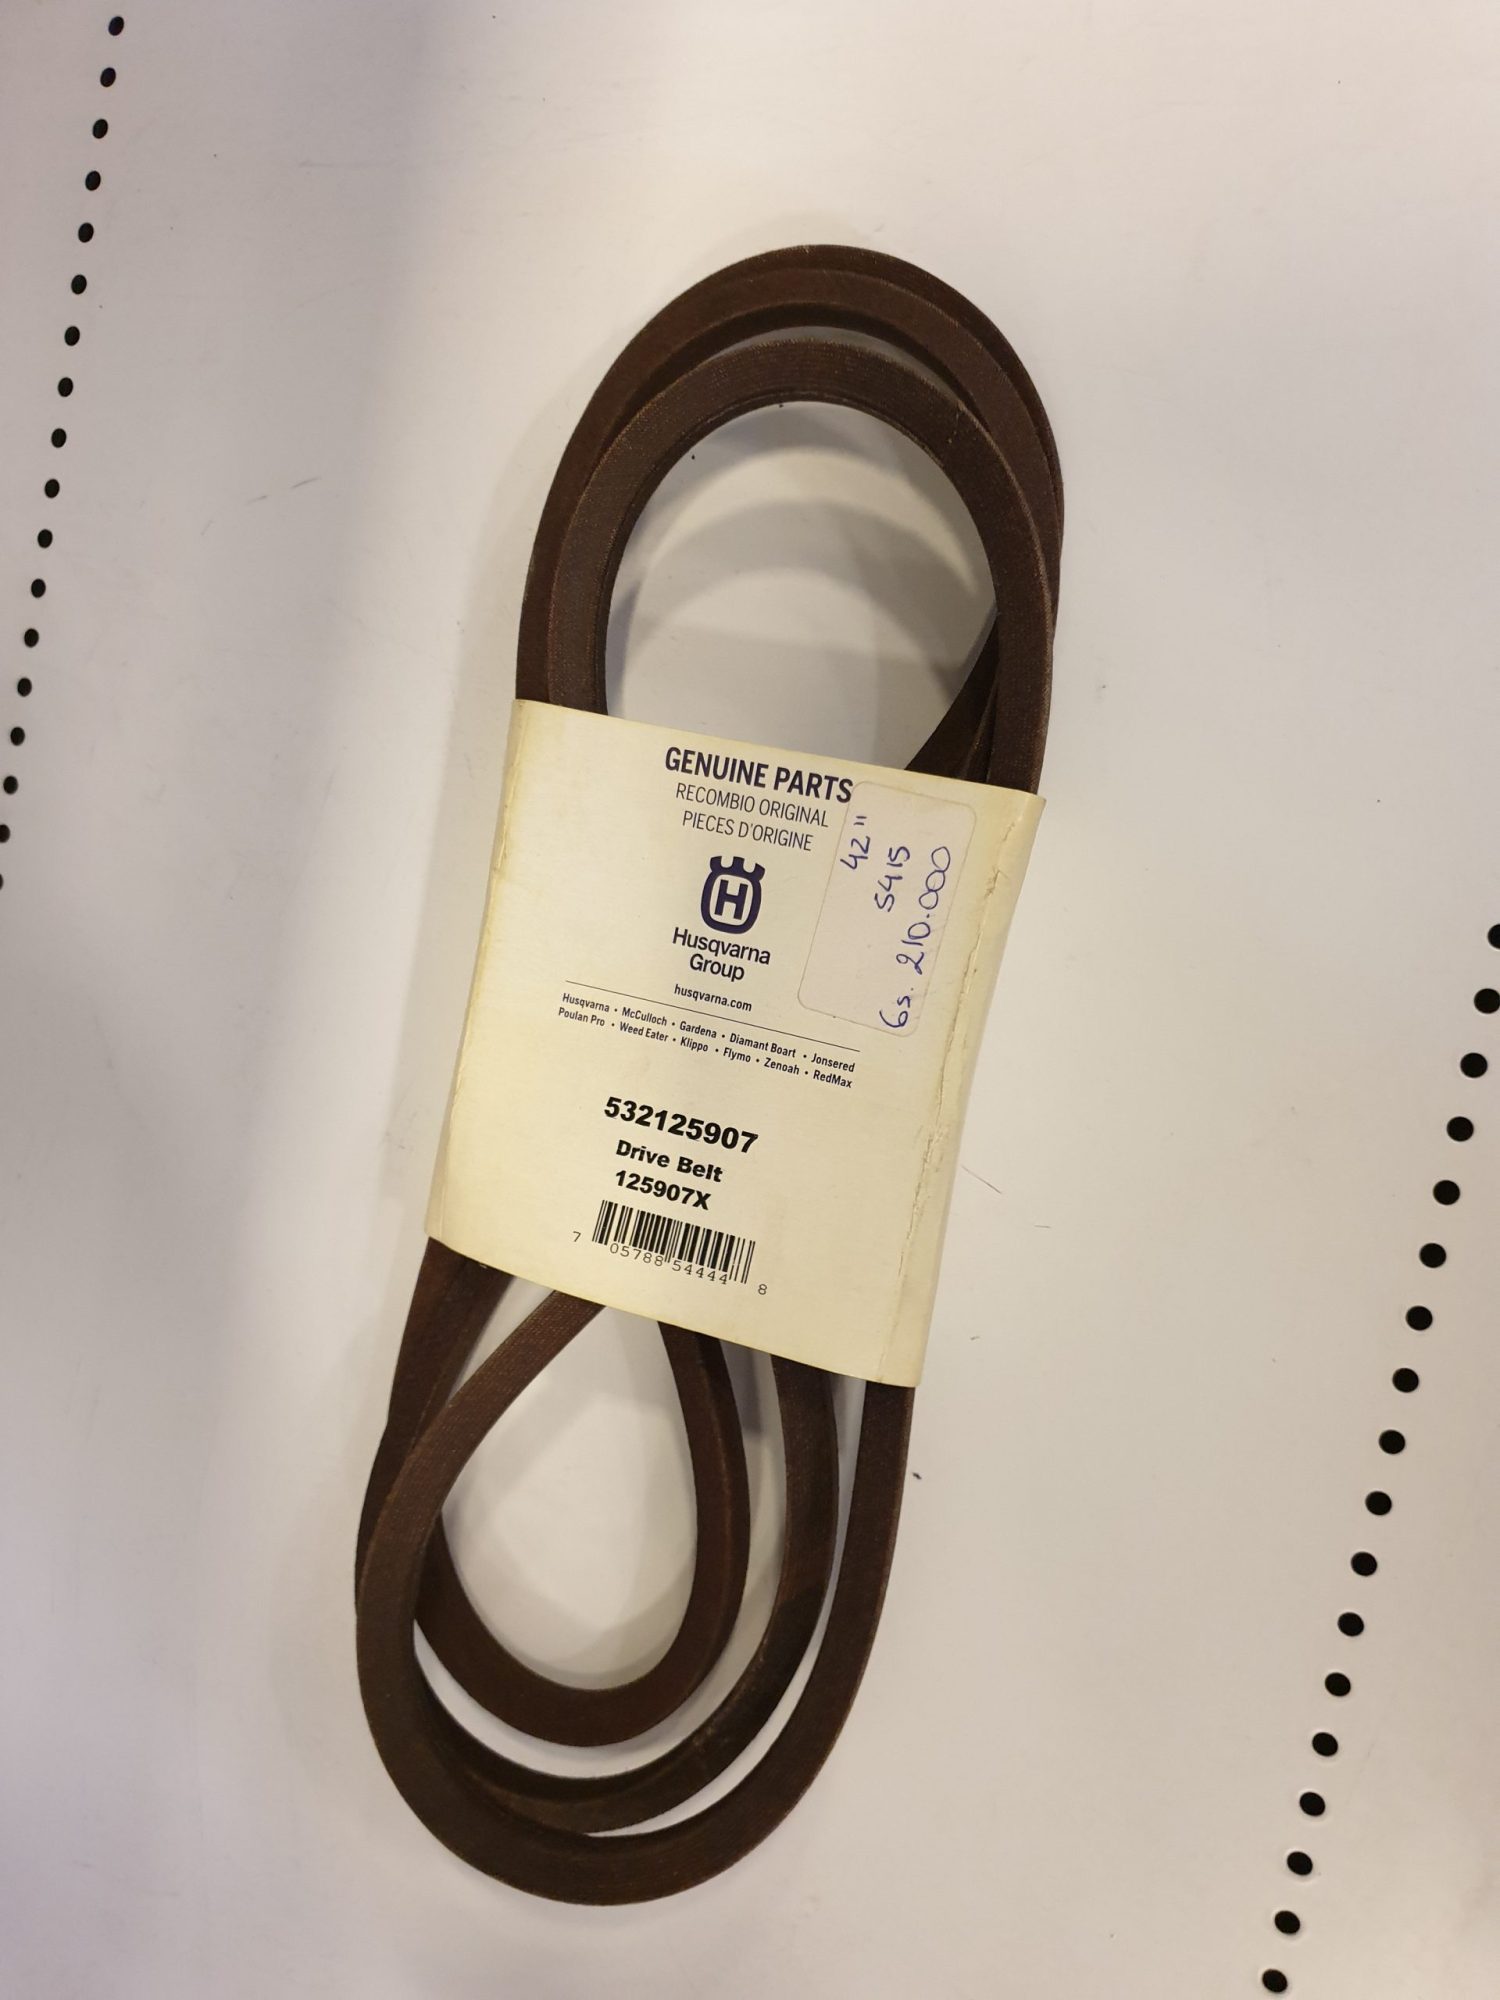 GENUINE PARTS
RECOMBIO ORIGINAL
PIECES D'ORIGINE
H
Husqvarna
Group
husqvarna.com
Husqvarna • McCulloch • Gardena • Diamant Boart • Jonsered
Poulan Pro • Weed Eater • Klippo • Flymo • Zenoah • RedMax
532125907
Drive Belt
125907X
7 05788 54444 8
42"
5415
Gs. 210.000